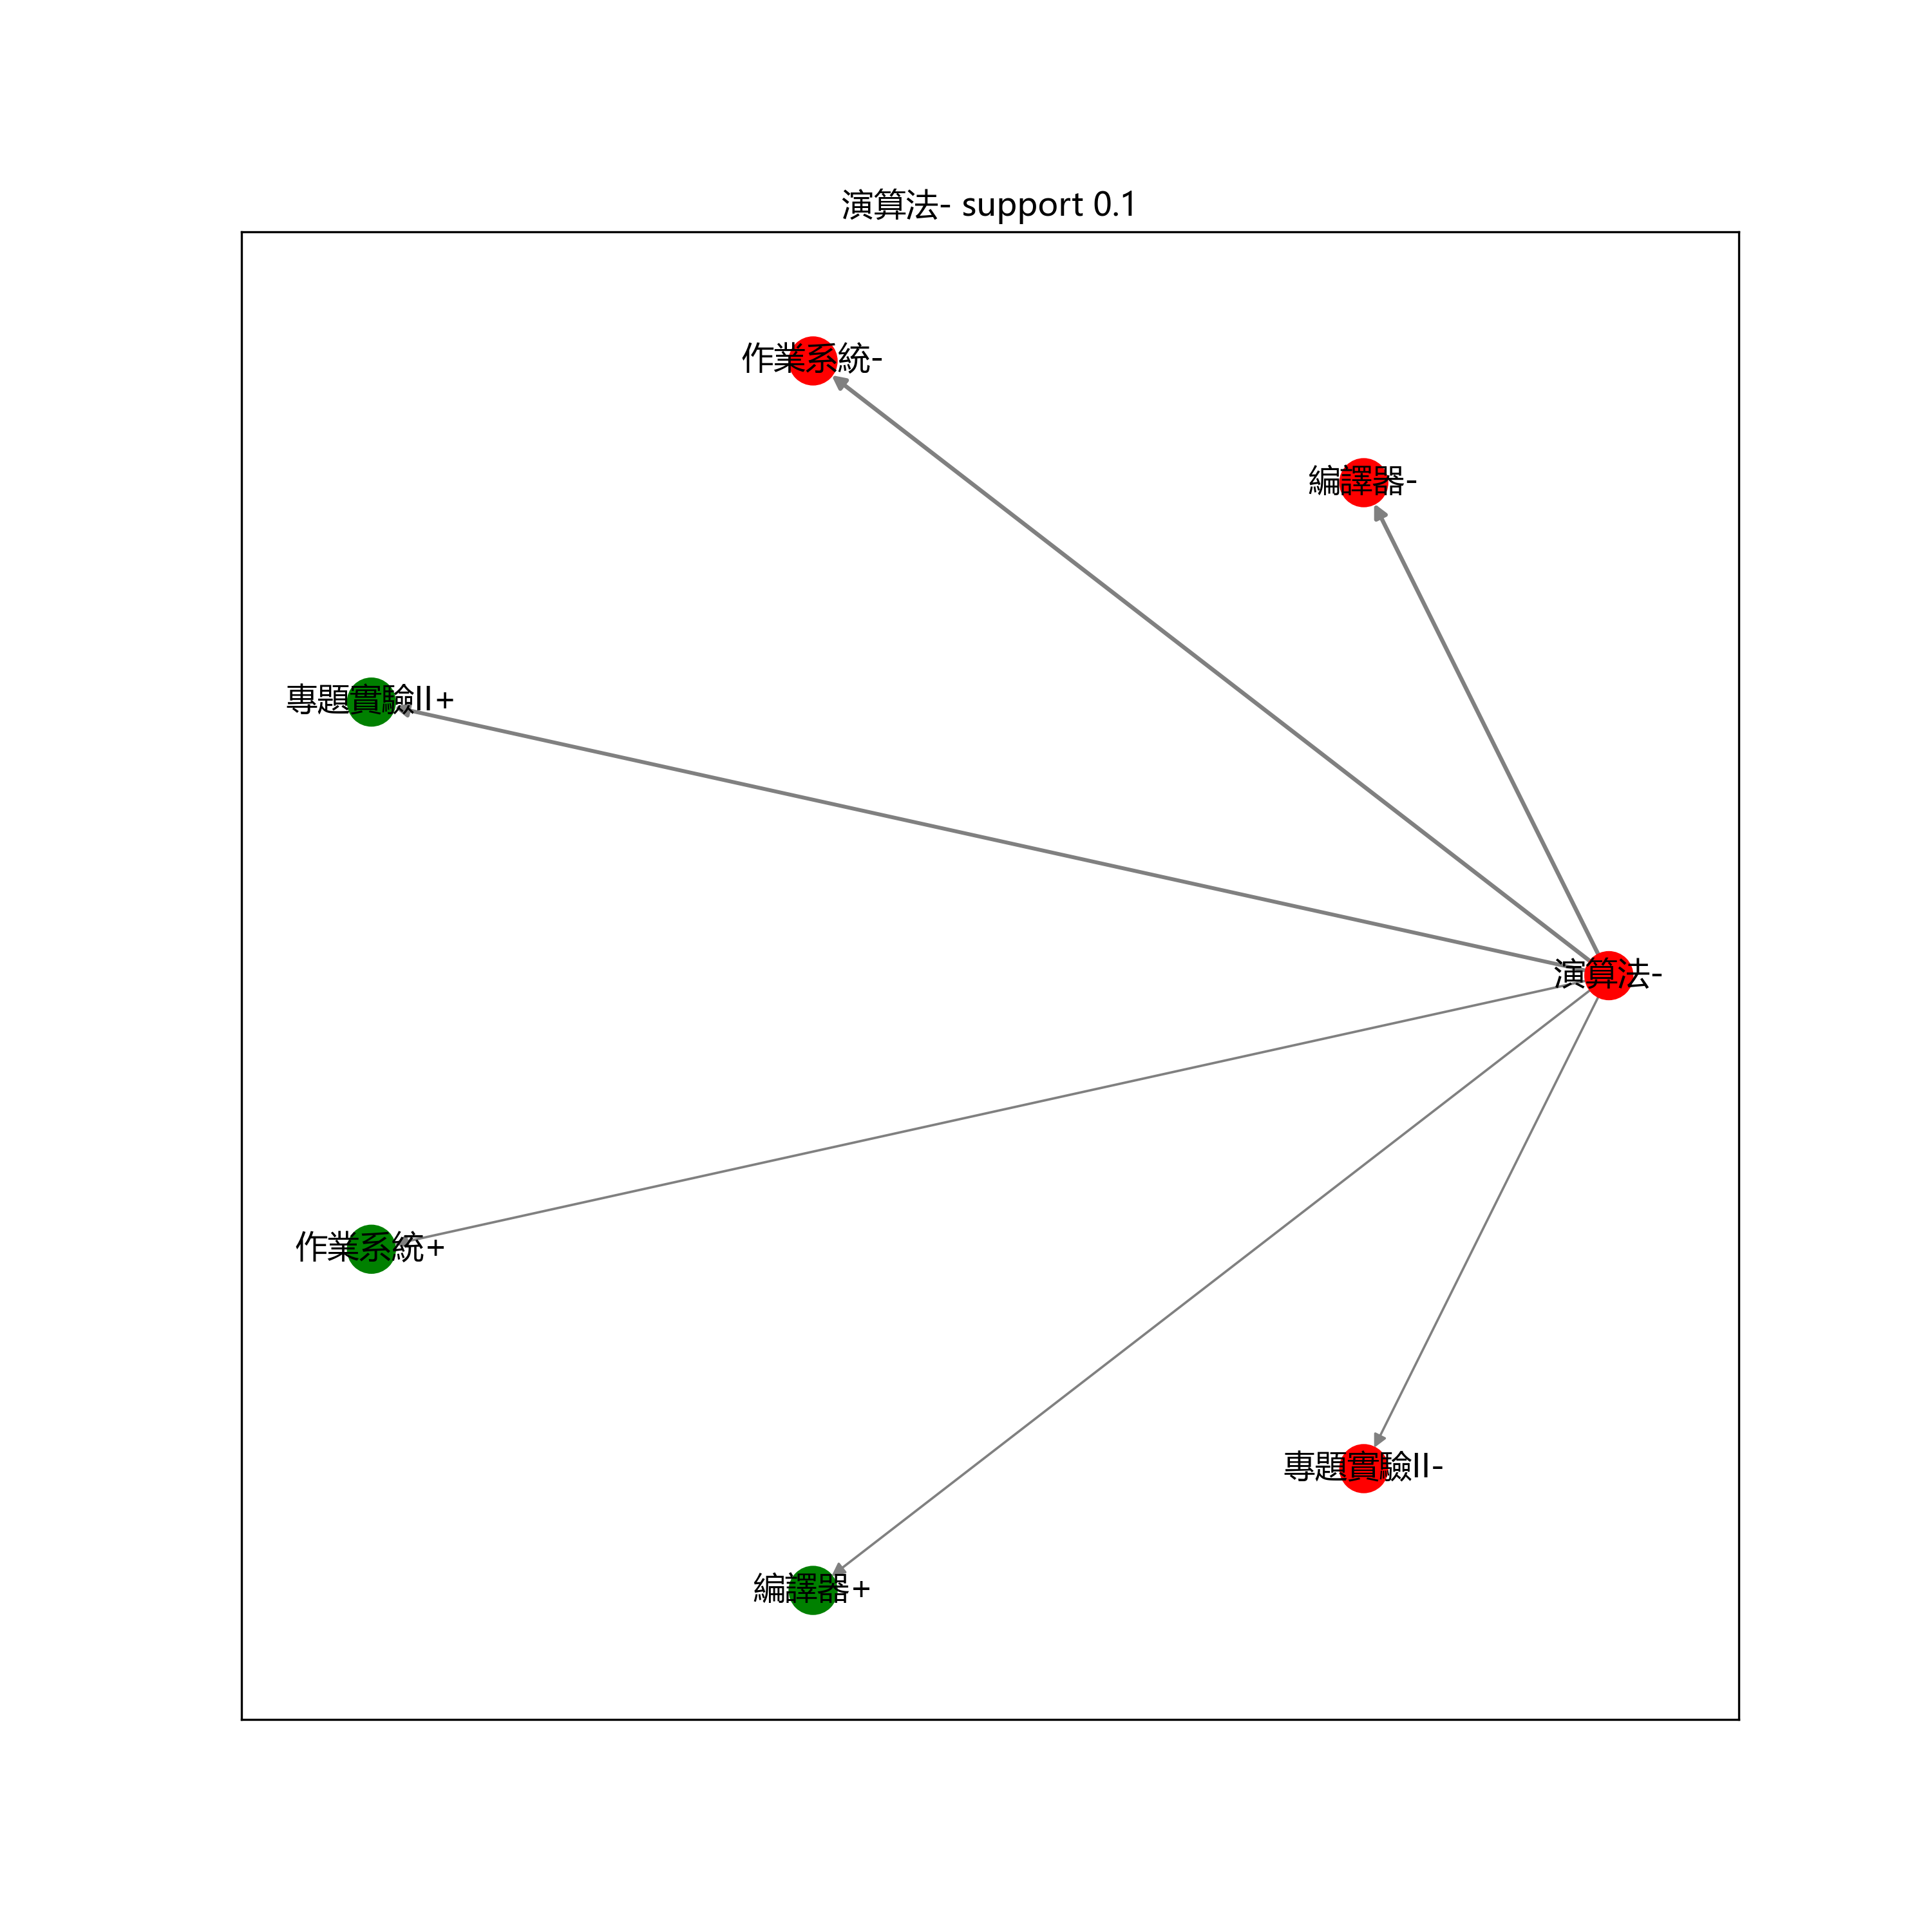 演算法- support 0.1
作業系統-
編譯器-
專題實驗II+
演算法-
作業系統+
專題實驗II-
編譯器+